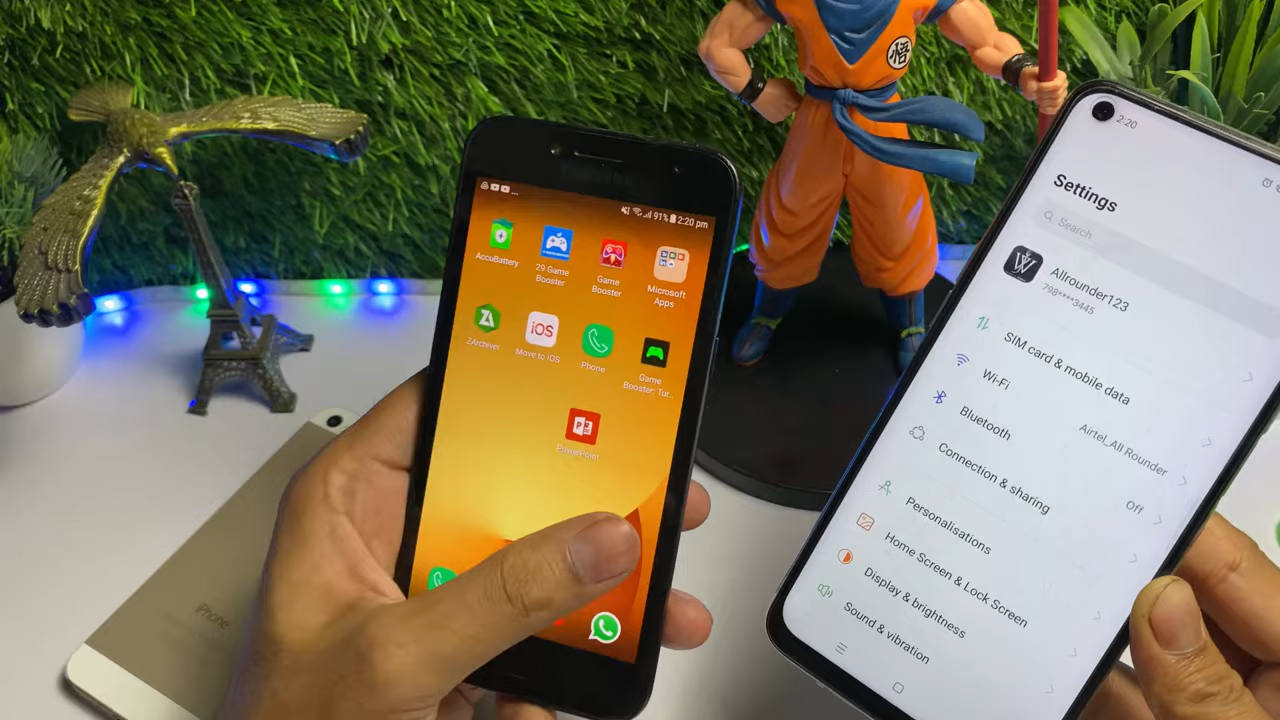 悟
91% 2:20 pm
AccuBattery
29 Game
Booster
Game
Booster
Microsoft
Apps
ZArchiver
iOS
Move to iOS
Phone
Game
Booster: Tur...
PowerPoint
iPhone
2:20
Settings
Search
Allrounder123
798****3445
SIM card & mobile data
Wi-Fi
Airtel_All Rounder
Bluetooth
Off
Connection & sharing
Personalisations
Home Screen & Lock Screen
Display & brightness
Sound & vibration